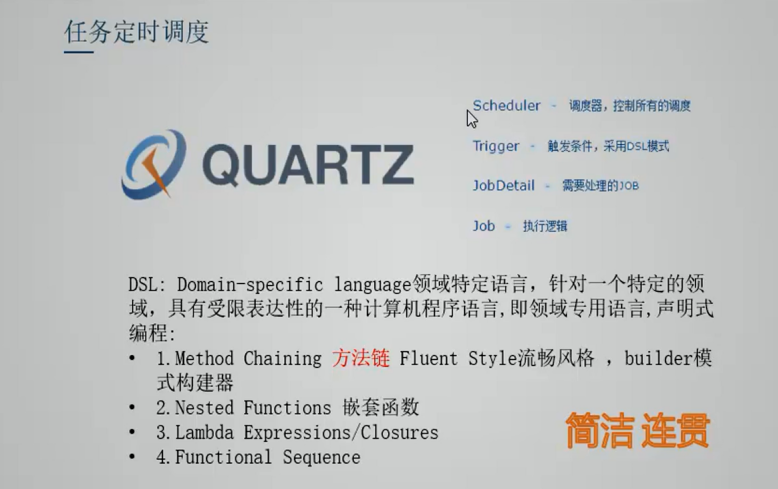 任务定时调度
QUARTZ
Scheduler - 调度器，控制所有的调度
Trigger - 触发条件，采用DSL模式
JobDetail - 需要处理的JOB
Job - 执行逻辑
DSL: Domain-specific language领域特定语言，针对一个特定的领
域，具有受限表达性的一种计算机程序语言,即领域专用语言,声明式
编程:
• 1.Method Chaining 方法链 Fluent Style流畅风格 ，builder模
式构建器
• 2.Nested Functions 嵌套函数
• 3.Lambda Expressions/Closures
• 4.Functional Sequence
简洁 连贯